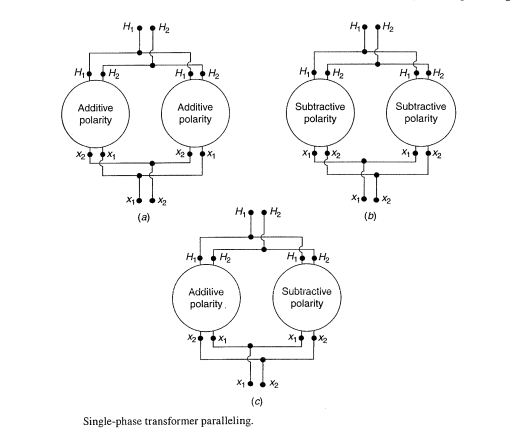 H1 H2 H1 H2
H1 H2 H1 H2 H1 H2 H1 H2
Additive polarity Additive polarity Subtractive polarity Subtractive polarity
x2 x1 x2 x1 x1 x2 x1 x2
x1 x2 x1 x2
(a) (b)
H1 H2
H1 H2 H1 H2
Additive polarity Subtractive polarity
x2 x1 x1 x2
x1 x2
(c)
Single-phase transformer paralleling.